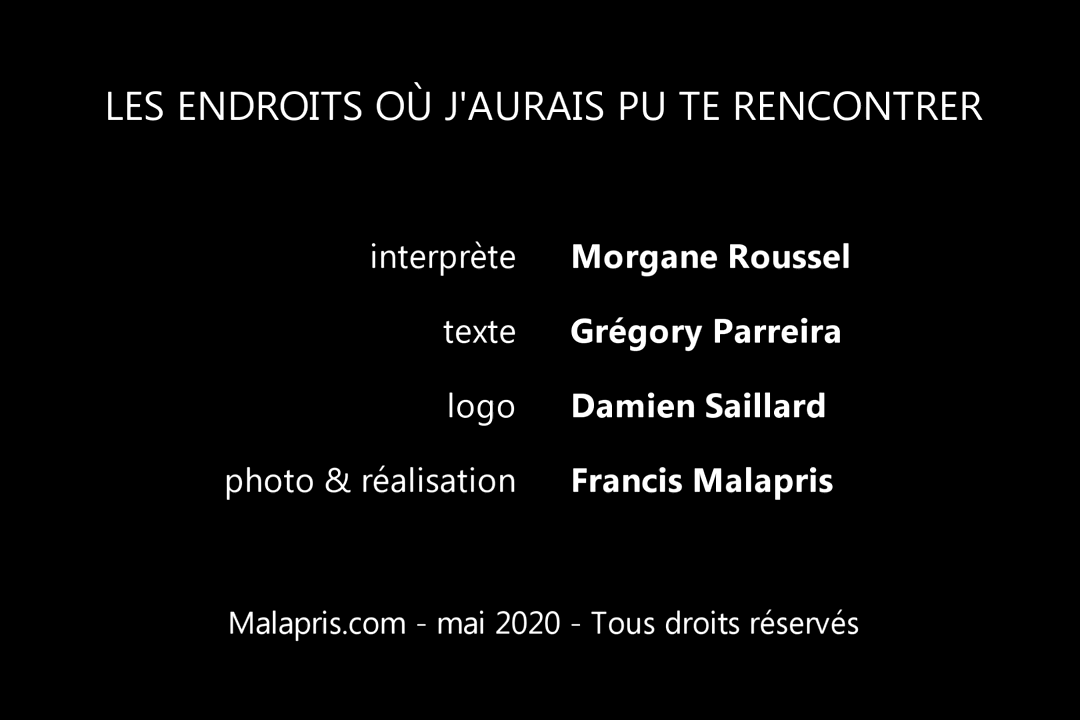 LES ENDROITS OÙ J'AURAIS PU TE RENCONTRER
interprète Morgane Roussel
texte Grégory Parreira
logo Damien Saillard
photo & réalisation Francis Malapris
Malapris.com - mai 2020 - Tous droits réservés